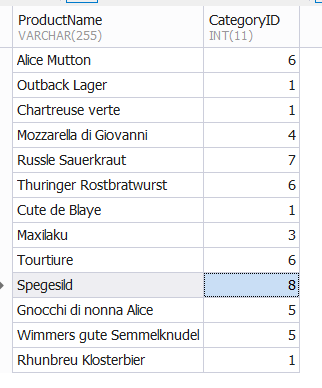 ProductName CategoryID
VARCHAR(255) INT(11)
Alice Mutton 6
Outback Lager 1
Chartreuse verte 1
Mozzarella di Giovanni 4
Russle Sauerkraut 7
Thuringer Rostbratwurst 6
Cute de Blaye 1
Maxilaku 3
Tourtiure 6
Spegesild 8
Gnocchi di nonna Alice 5
Wimmers gute Semmelknudel 5
Rhunbreu Klosterbier 1